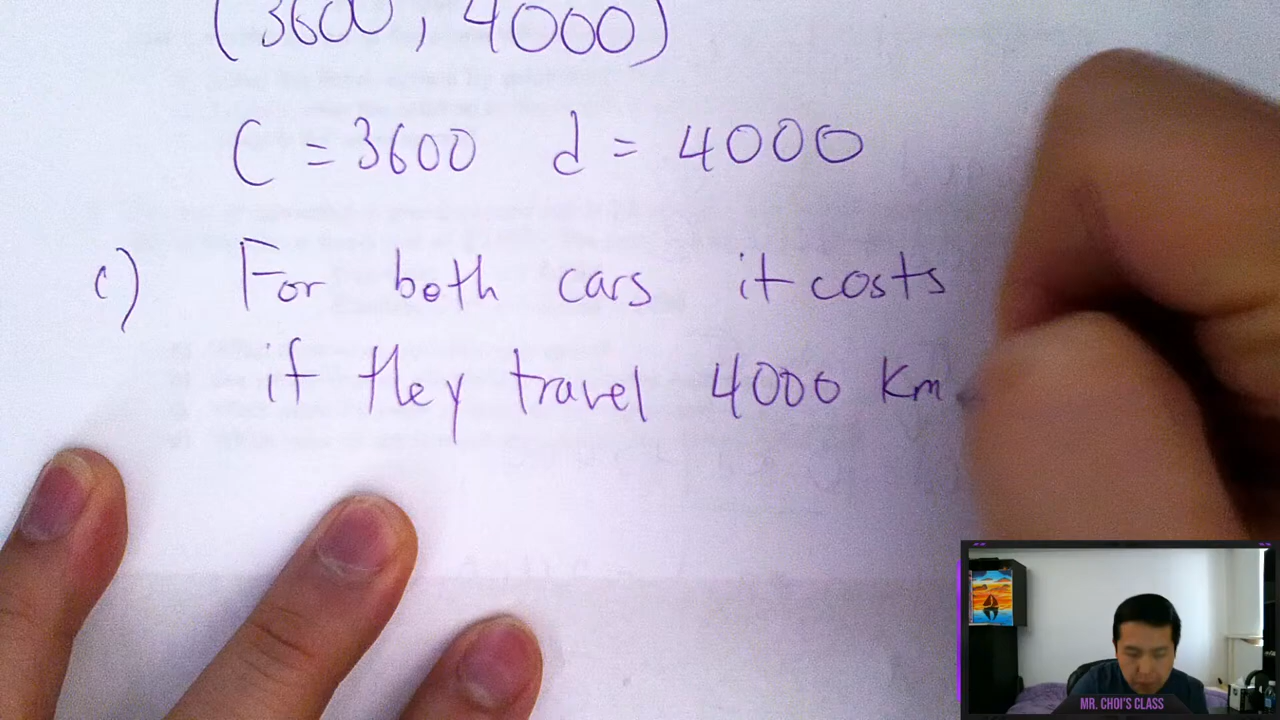 (3600, 4000)
C = 3600 d = 4000
c) For both cars it costs
if they travel 4000 km
MR. CHOI'S CLASS